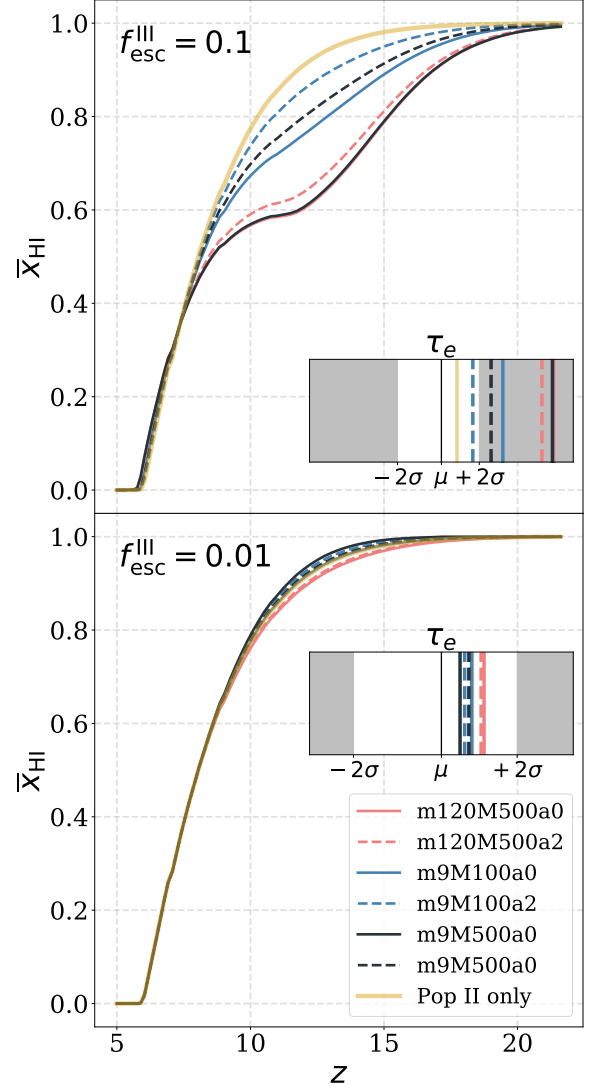 f_esc^III = 0.1
1.0
0.8
0.6
0.4
0.2
0.0
x̅_HI
τ_e
−2σ μ +2σ
f_esc^III = 0.01
1.0
0.8
0.6
0.4
0.2
0.0
x̅_HI
τ_e
−2σ μ +2σ
m120M500a0
m120M500a2
m9M100a0
m9M100a2
m9M500a0
m9M500a0
Pop II only
5 10 15 20
z